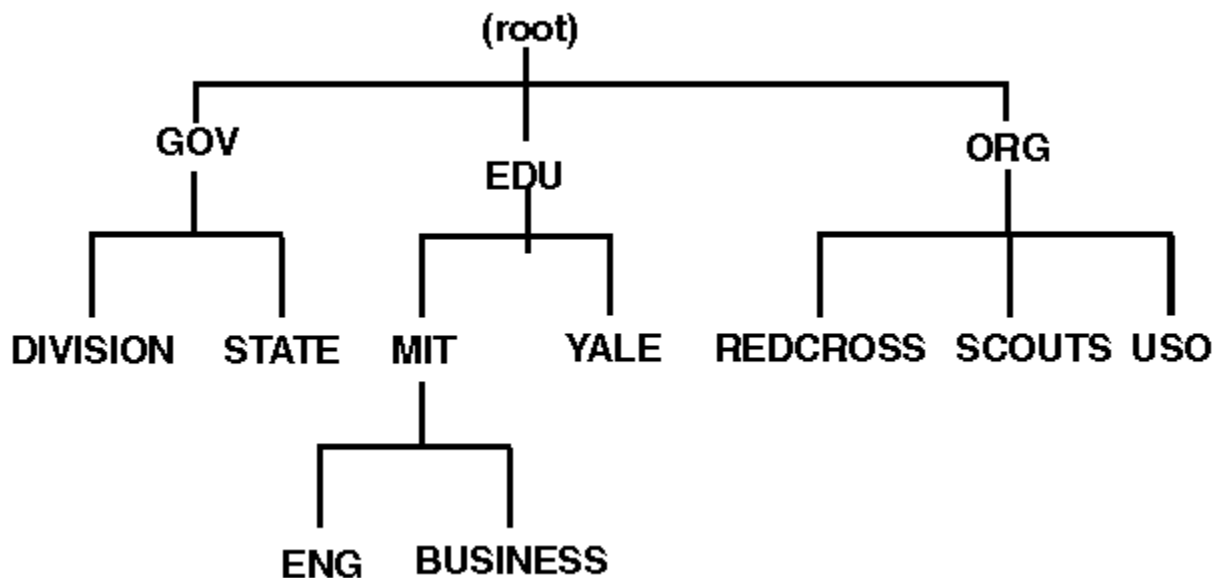 (root)
GOV
EDU
ORG
DIVISION STATE MIT YALE REDCROSS SCOUTS USO
ENG BUSINESS